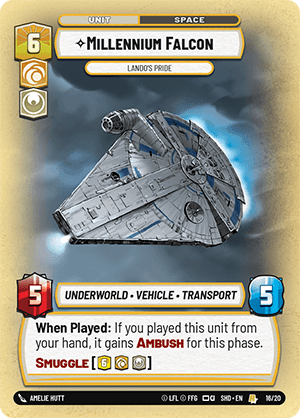 UNIT SPACE
6 ✧MILLENNIUM FALCON
LANDO'S PRIDE
5 5
UNDERWORLD • VEHICLE • TRANSPORT
When Played: If you played this unit from
your hand, it gains AMBUSH for this phase.
SMUGGLE [6]
AMELIE HUTT © LFL © FFG SHD • EN 16/20